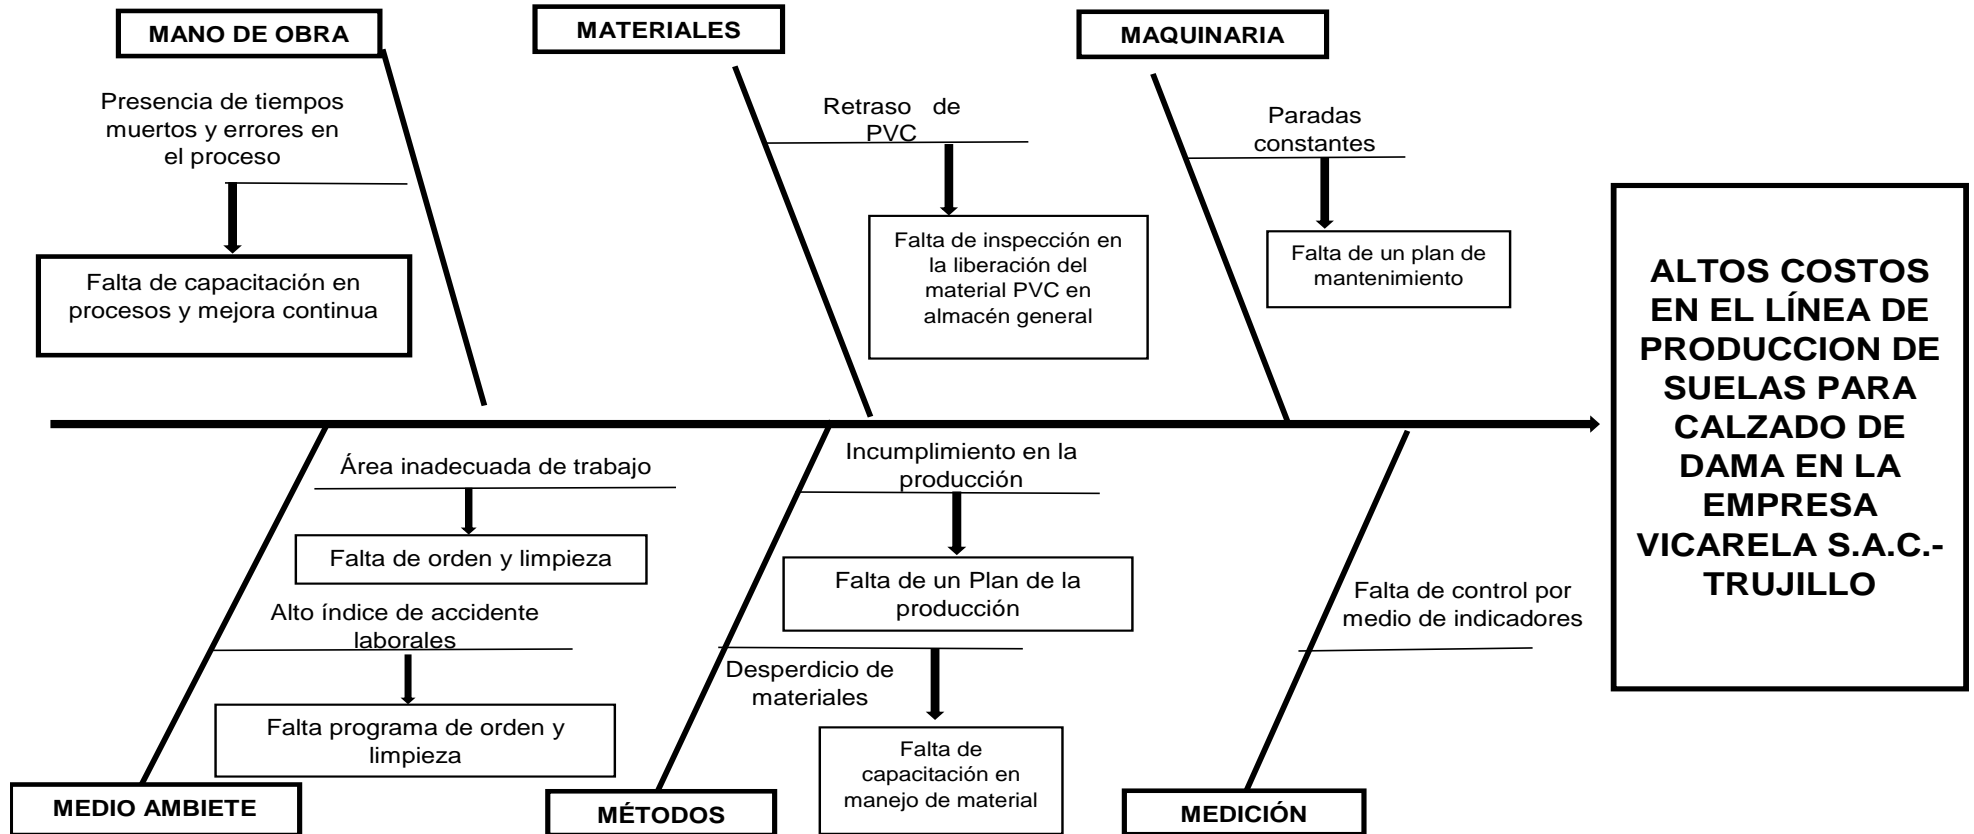 MANO DE OBRA
MATERIALES
MAQUINARIA
Presencia de tiempos
muertos y errores en
el proceso
Falta de capacitación en
procesos y mejora continua
Retraso de
PVC
Falta de inspección en
la liberación del
material PVC en
almacén general
Paradas
constantes
Falta de un plan de
mantenimiento
ALTOS COSTOS
EN EL LÍNEA DE
PRODUCCION DE
SUELAS PARA
CALZADO DE
DAMA EN LA
EMPRESA
VICARELA S.A.C.-
TRUJILLO
Área inadecuada de trabajo
Falta de orden y limpieza
Alto índice de accidente
laborales
Falta programa de orden y
limpieza
Incumplimiento en la
producción
Falta de un Plan de la
producción
Desperdicio de
materiales
Falta de
capacitación en
manejo de material
Falta de control por
medio de indicadores
MEDIO AMBIETE
MÉTODOS
MEDICIÓN